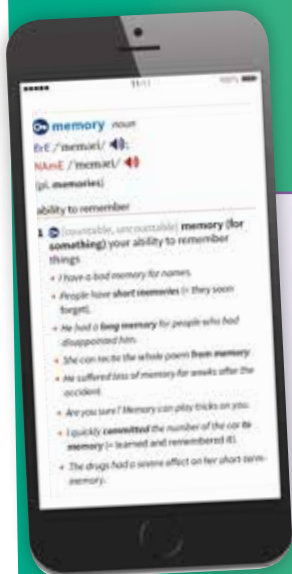 memory noun
BrE /ˈmeməri/
NAmE /ˈmeməri/
(pl. memories)
ability to remember
1 [countable, uncountable] memory (for
something) your ability to remember
things
• I have a bad memory for names.
• People have short memories (= they soon
forget).
• He had a long memory for people who had
disappointed him.
• She can recite the whole poem from memory.
• He suffered loss of memory for weeks after the
accident.
• Are you sure? Memory can play tricks on you.
• I quickly committed the number of the car to
memory (= learned and remembered it).
• The drugs had a severe effect on her short-term
memory.